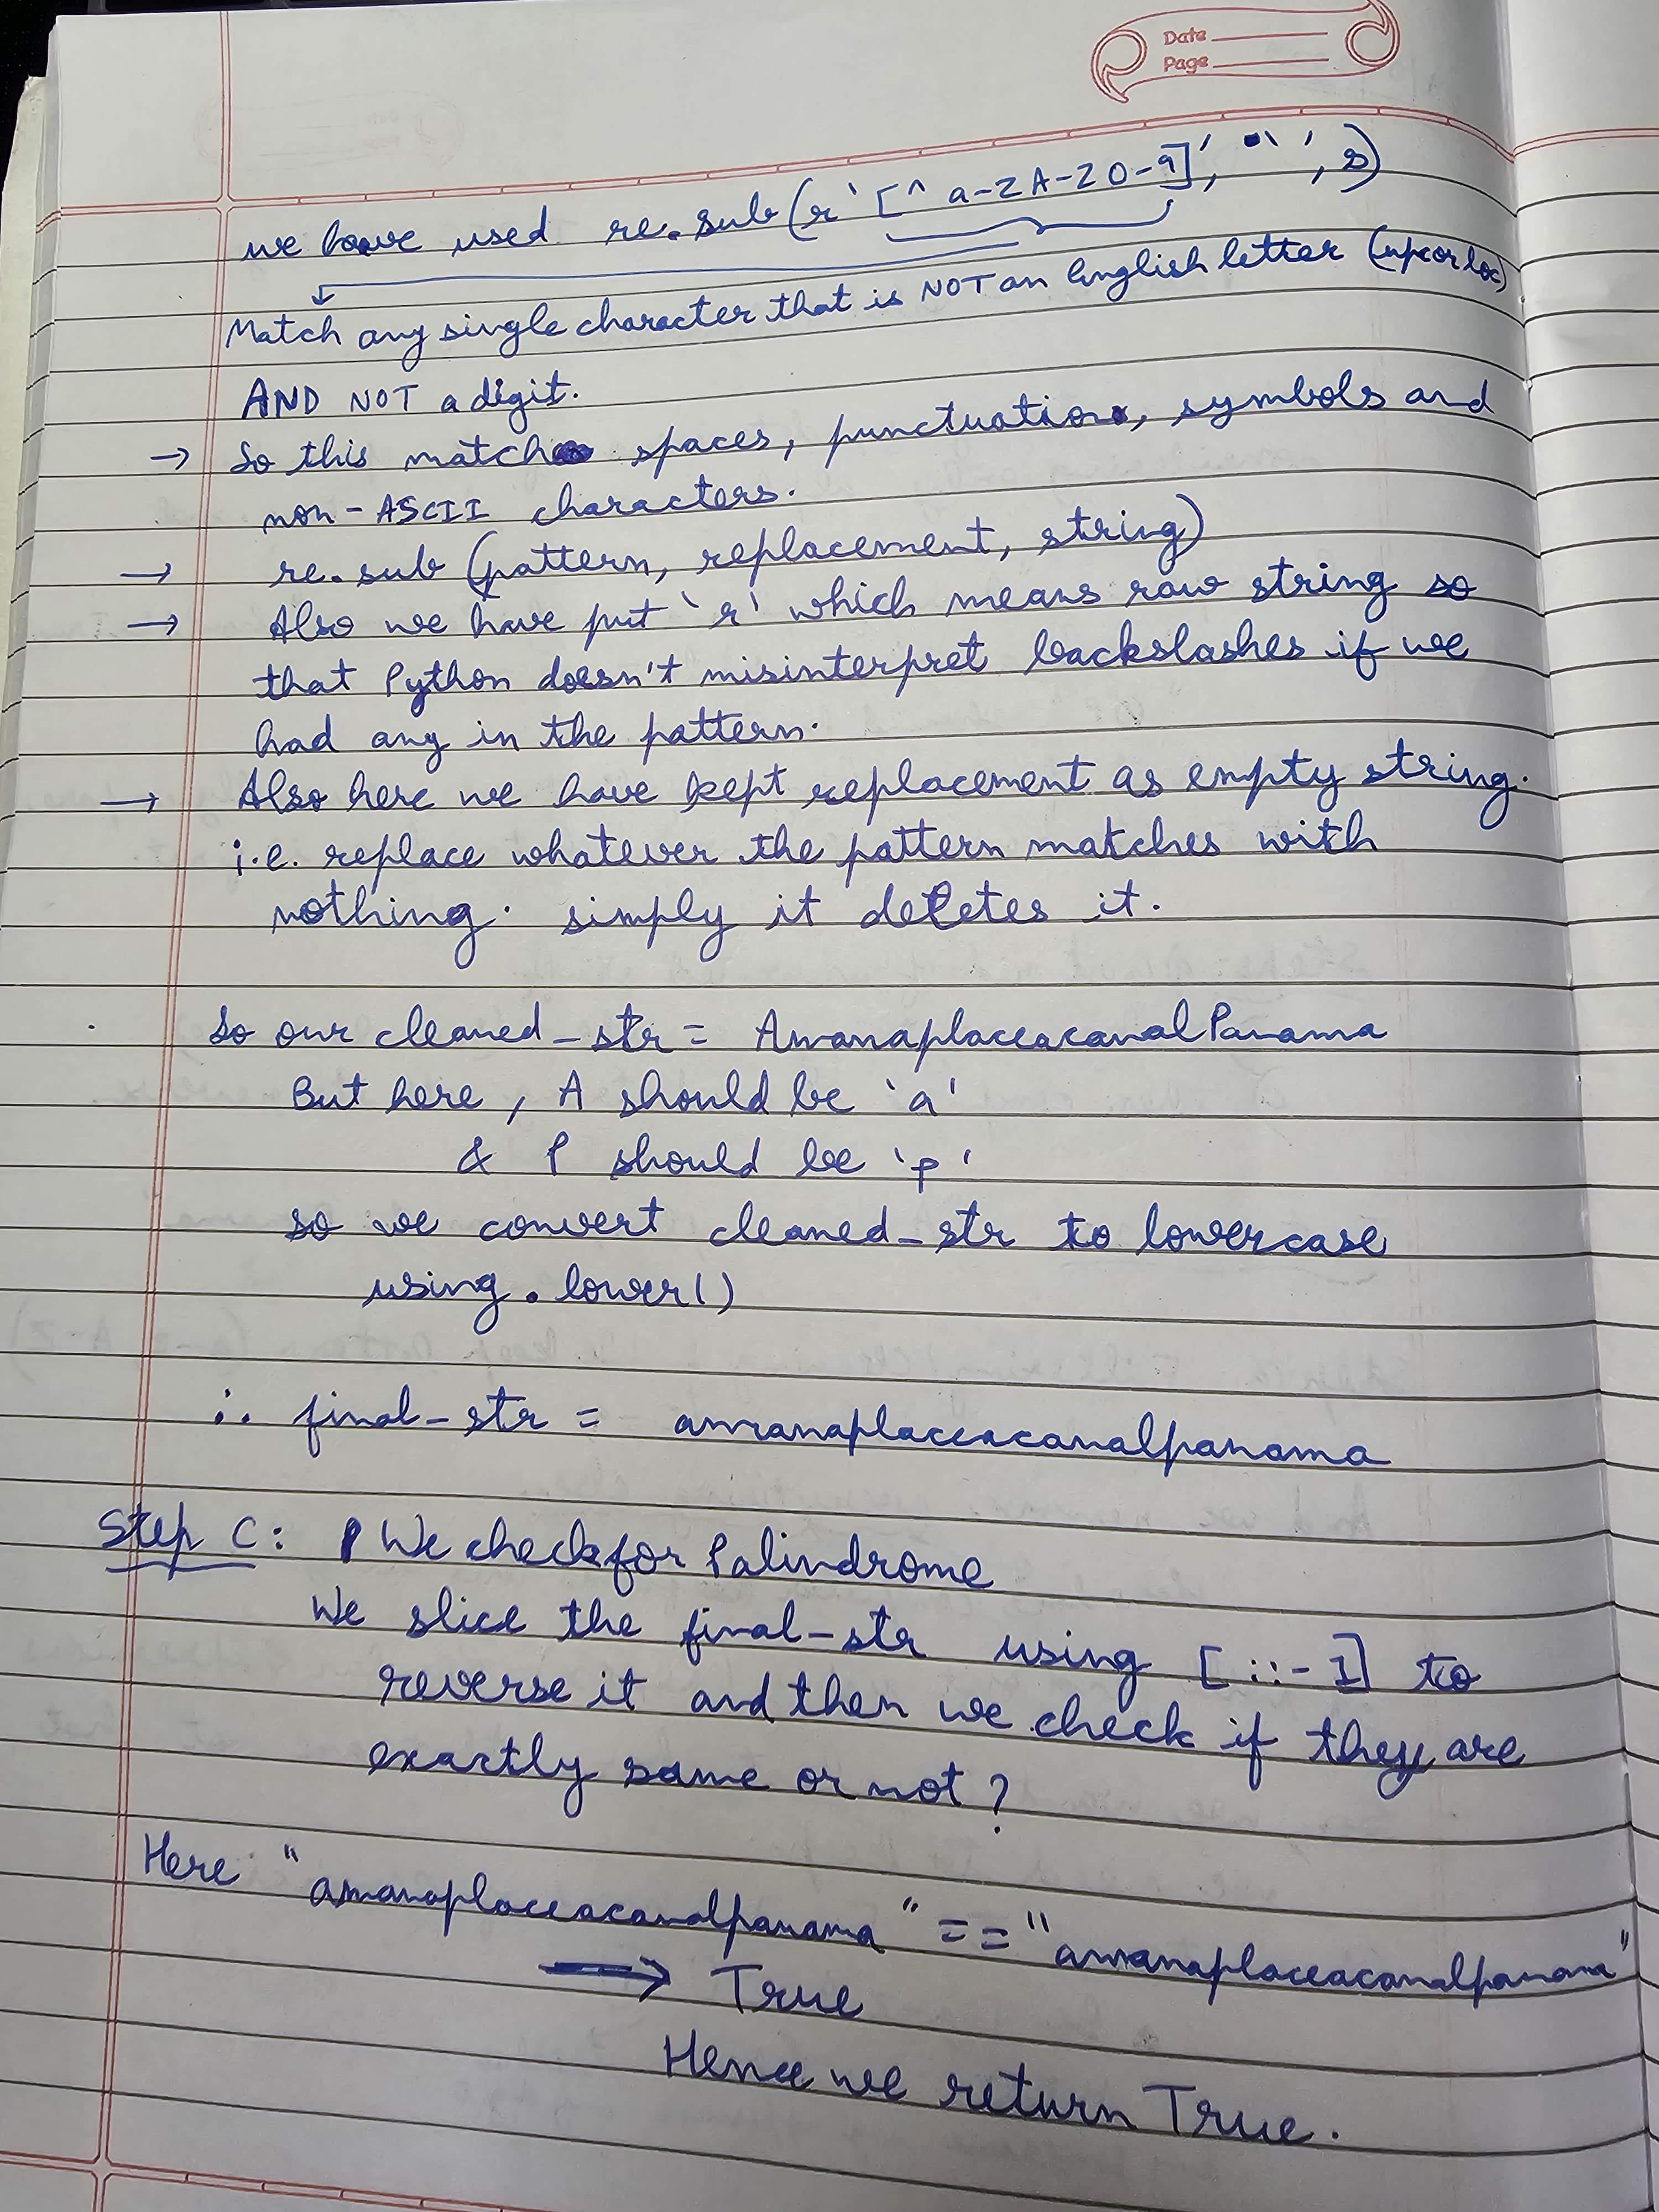 Date
Page
we have used re.sub(r'[^ a-zA-Z0-9]', '', s)
Match any single character that is NOT an English letter (upc or loc)
AND NOT a digit.
→ So this match spaces, punctuation, symbols and
non-ASCII characters.
→ re.sub (pattern, replacement, string)
→ Also we have put 'r' which means raw string so
that Python doesn't misinterpret backslashes if we
had any in the pattern.
→ Also here we have kept replacement as empty string.
i.e. replace whatever the pattern matches with
nothing. simply it deletes it.
So our cleaned_str = AmanaplaceacanalPanama
But here, A should be 'a'
& P should be 'p'
so we convert cleaned_str to lowercase
using .lower()
∴ final_str = amanaplaceacanalpanama
Step C: We check for Palindrome
We slice the final_str using [::-1] to
reverse it and then we check if they are
exactly same or not?
Here "amanaplaceacanalpanama" == "amanaplaceacanalpanama"
→ True
Hence we return True.